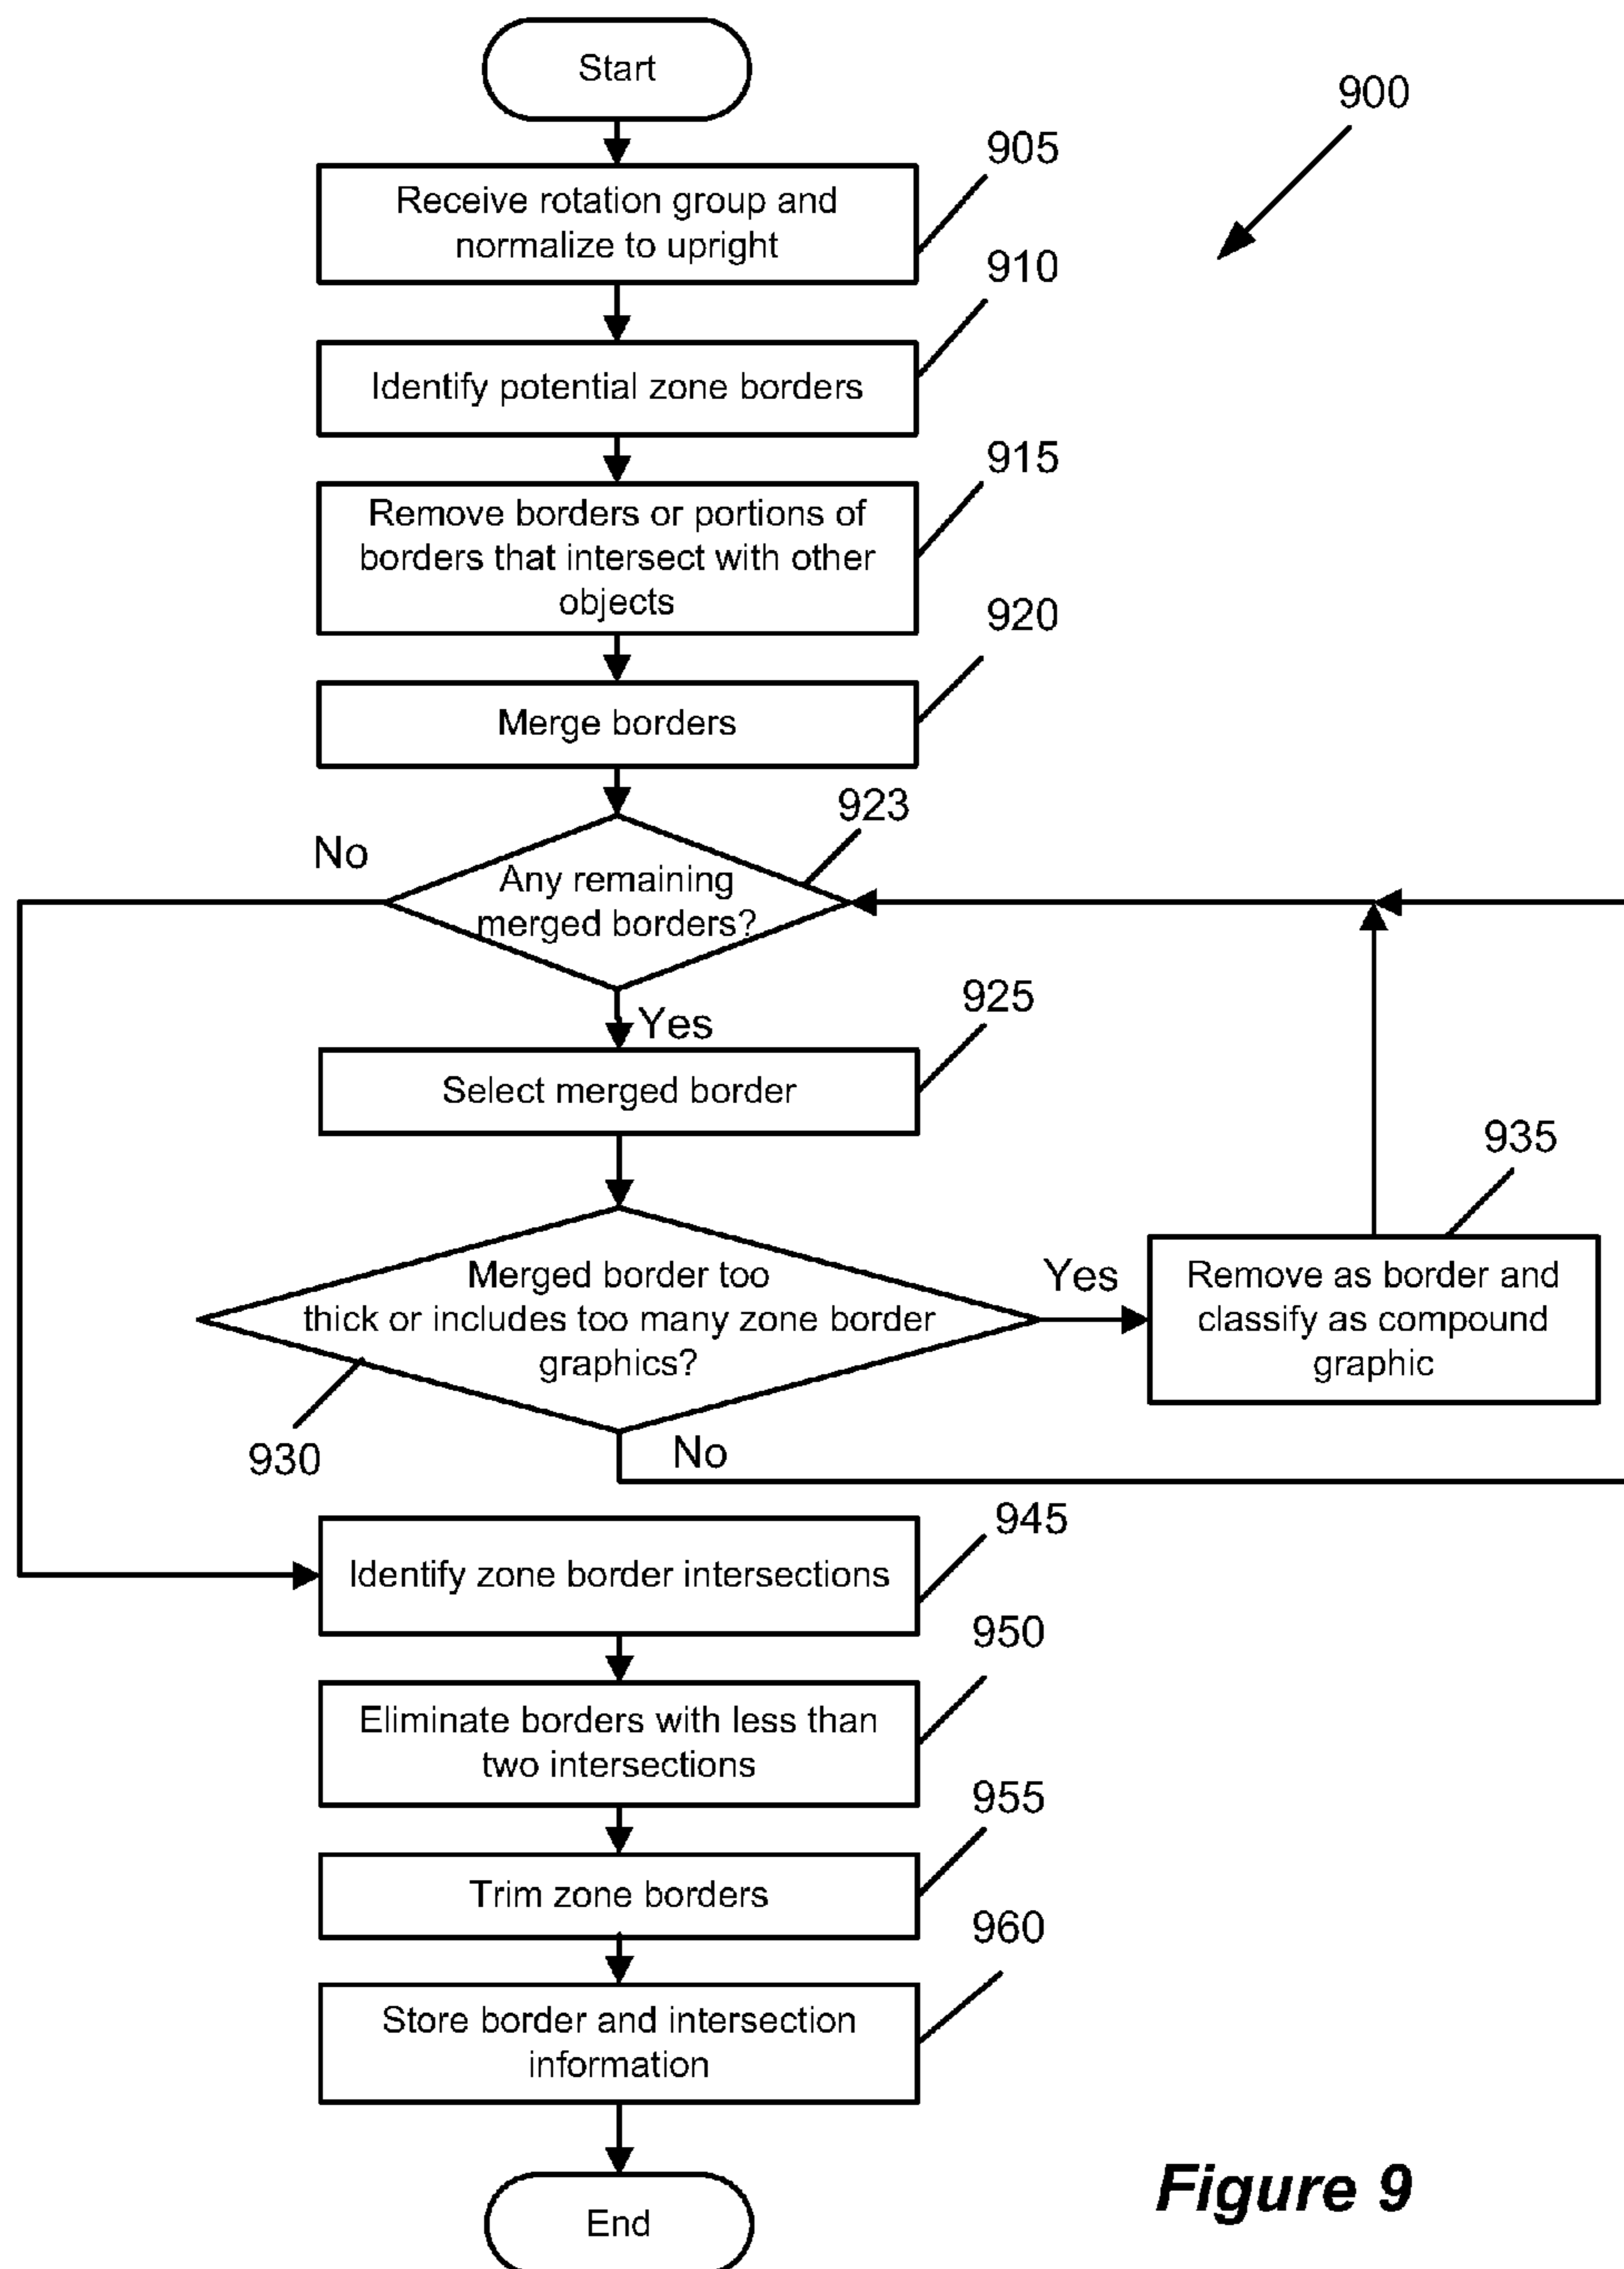 Start
900
905
Receive rotation group and
normalize to upright
910
Identify potential zone borders
915
Remove borders or portions of
borders that intersect with other
objects
920
Merge borders
923
No
Any remaining
merged borders?
Yes
925
Select merged border
935
Merged border too
thick or includes too many zone border
graphics?
Yes
Remove as border and
classify as compound
graphic
930
No
945
Identify zone border intersections
950
Eliminate borders with less than
two intersections
955
Trim zone borders
960
Store border and intersection
information
End
Figure 9